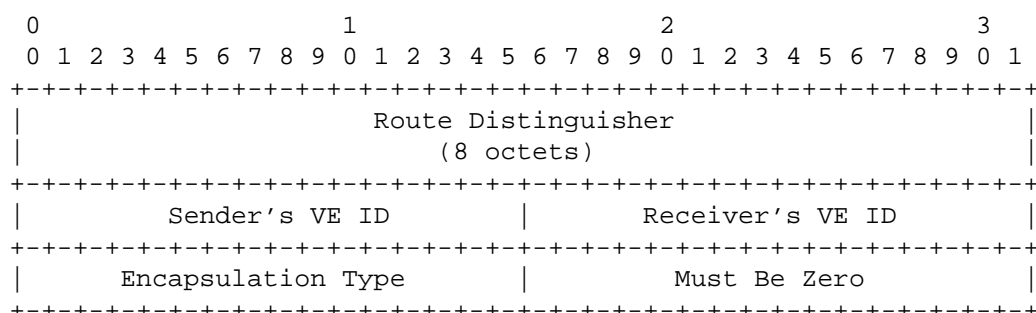 0                   1                   2                   3
0 1 2 3 4 5 6 7 8 9 0 1 2 3 4 5 6 7 8 9 0 1 2 3 4 5 6 7 8 9 0 1
+-+-+-+-+-+-+-+-+-+-+-+-+-+-+-+-+-+-+-+-+-+-+-+-+-+-+-+-+-+-+-+-+
|                      Route Distinguisher                      |
|                          (8 octets)                           |
+-+-+-+-+-+-+-+-+-+-+-+-+-+-+-+-+-+-+-+-+-+-+-+-+-+-+-+-+-+-+-+-+
|         Sender's VE ID        |       Receiver's VE ID        |
+-+-+-+-+-+-+-+-+-+-+-+-+-+-+-+-+-+-+-+-+-+-+-+-+-+-+-+-+-+-+-+-+
|      Encapsulation Type       |         Must Be Zero          |
+-+-+-+-+-+-+-+-+-+-+-+-+-+-+-+-+-+-+-+-+-+-+-+-+-+-+-+-+-+-+-+-+